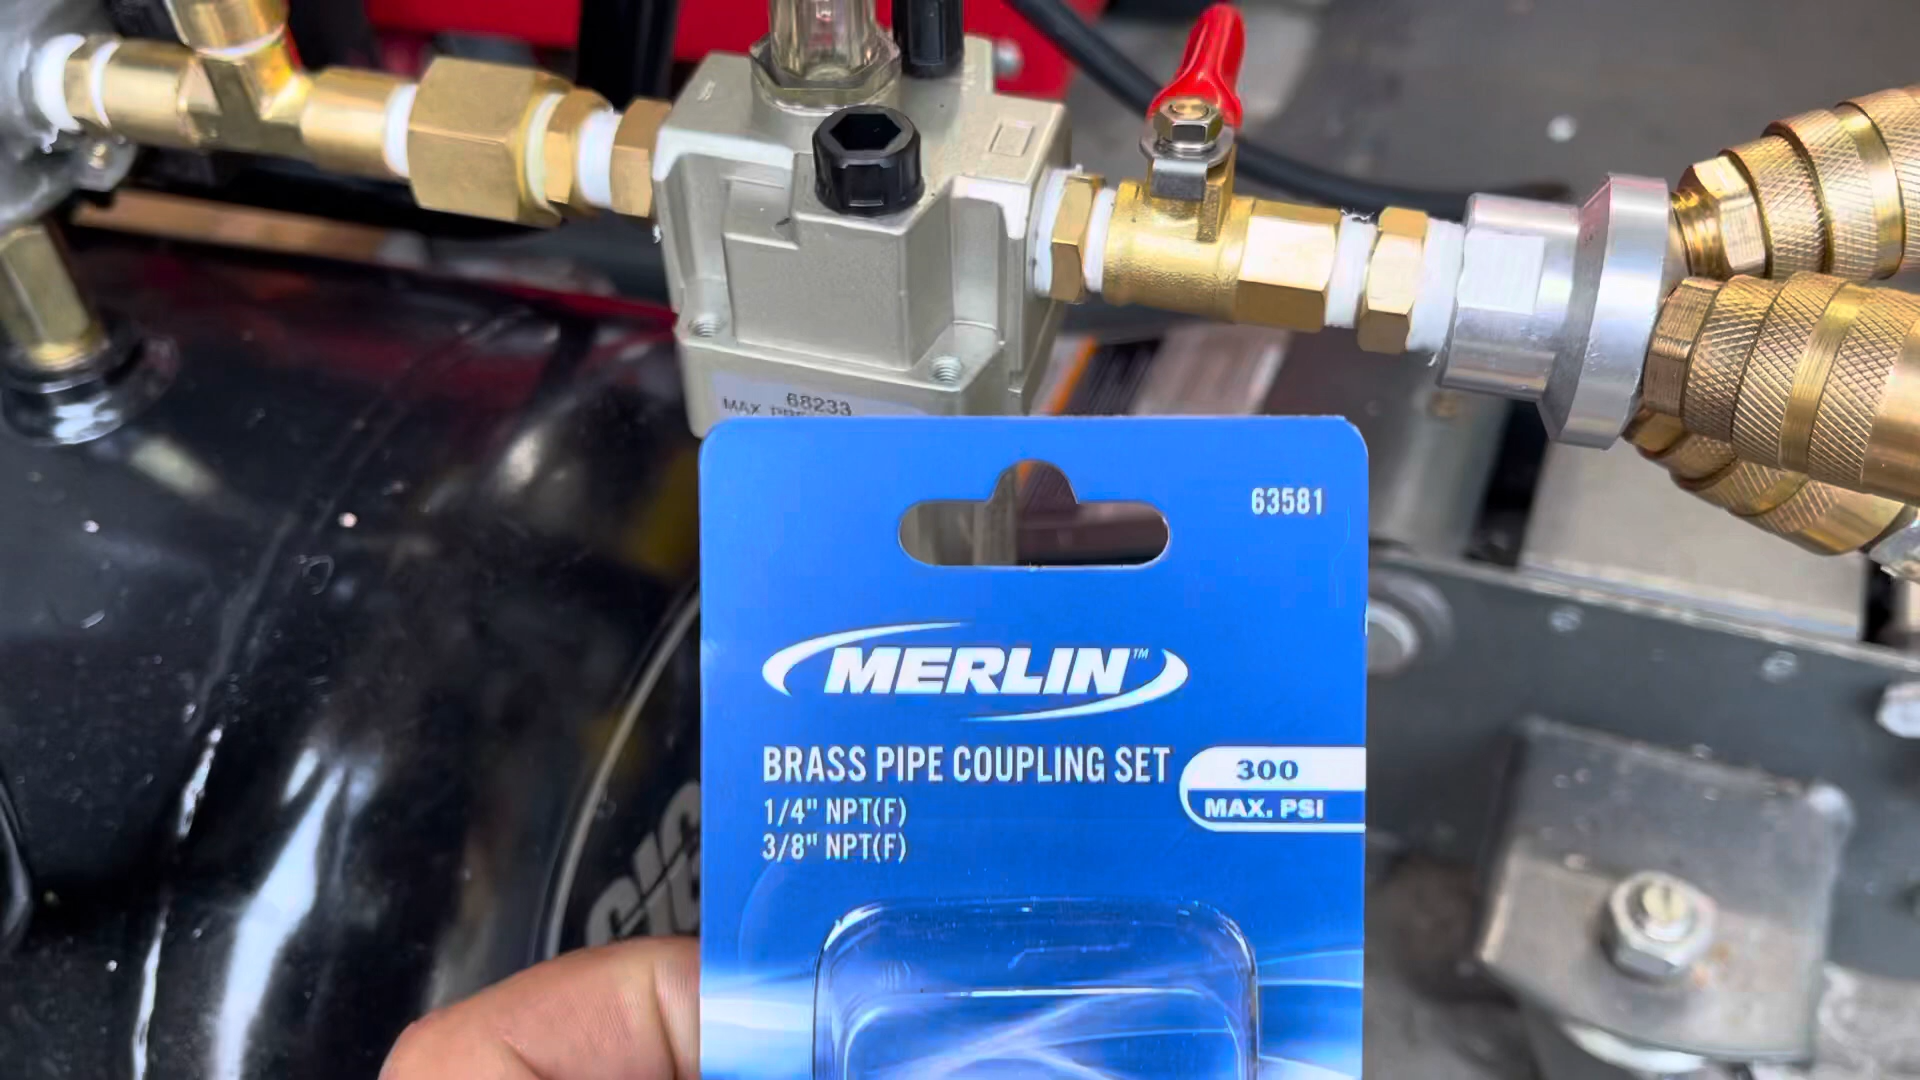 68233
MAX.
63581
MERLIN™
BRASS PIPE COUPLING SET
1/4" NPT(F)
3/8" NPT(F)
300
MAX. PSI